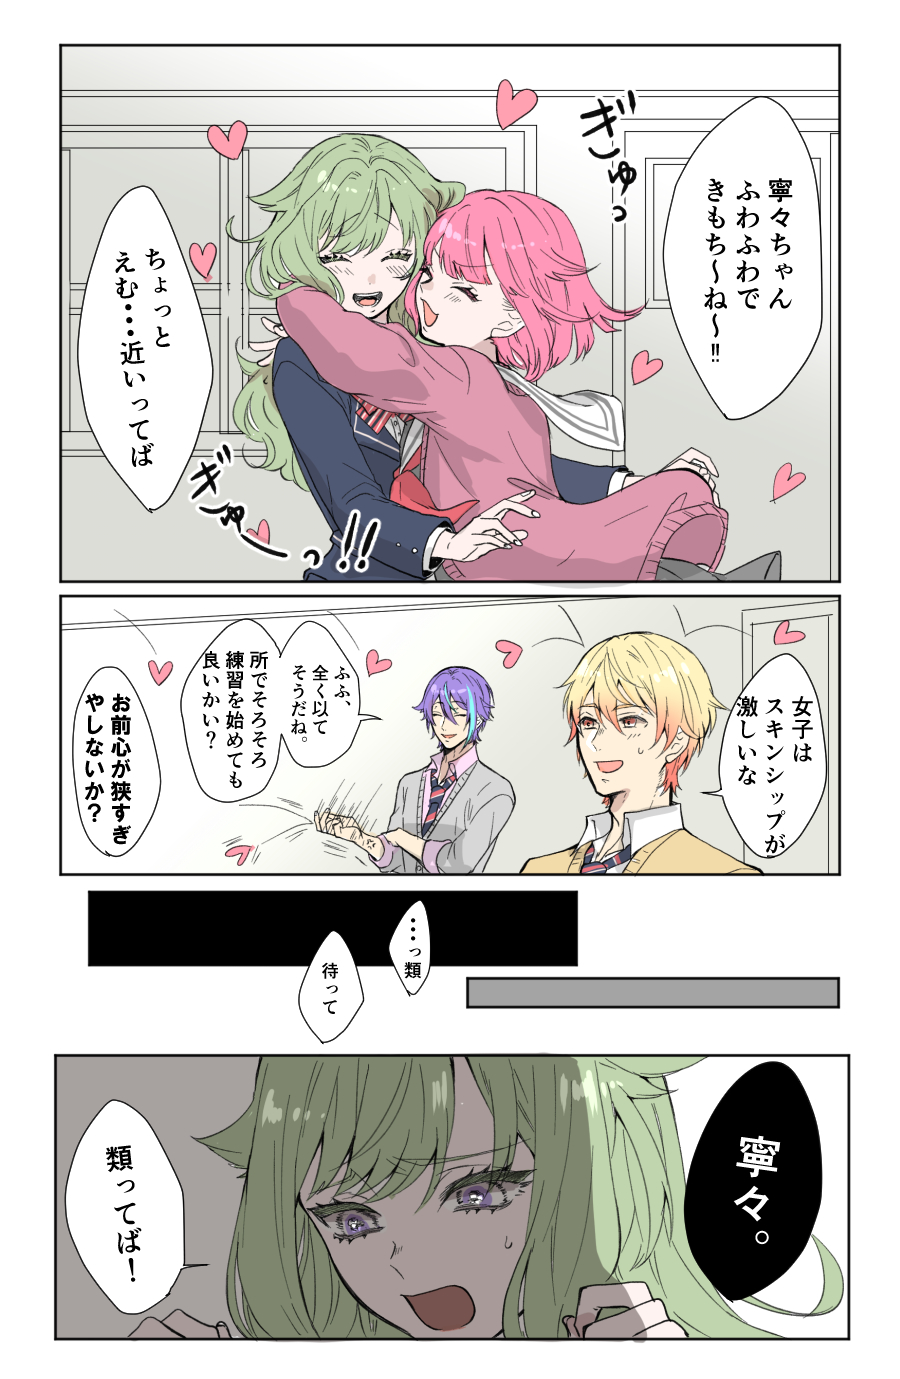 寧々ちゃん
ふわふわで
きもち〜ね〜!!
ぎゅっ
ちょっと
えむ・・・近いってば
ぎゅーっ!!
女子は
スキンシップが
激しいな
ふふ、
全く以て
そうだね。
所でそろそろ
練習を始めても
良いかい?
お前心が狭すぎ
やしないか?
・・・っ類
待って
寧々。
類ってば!